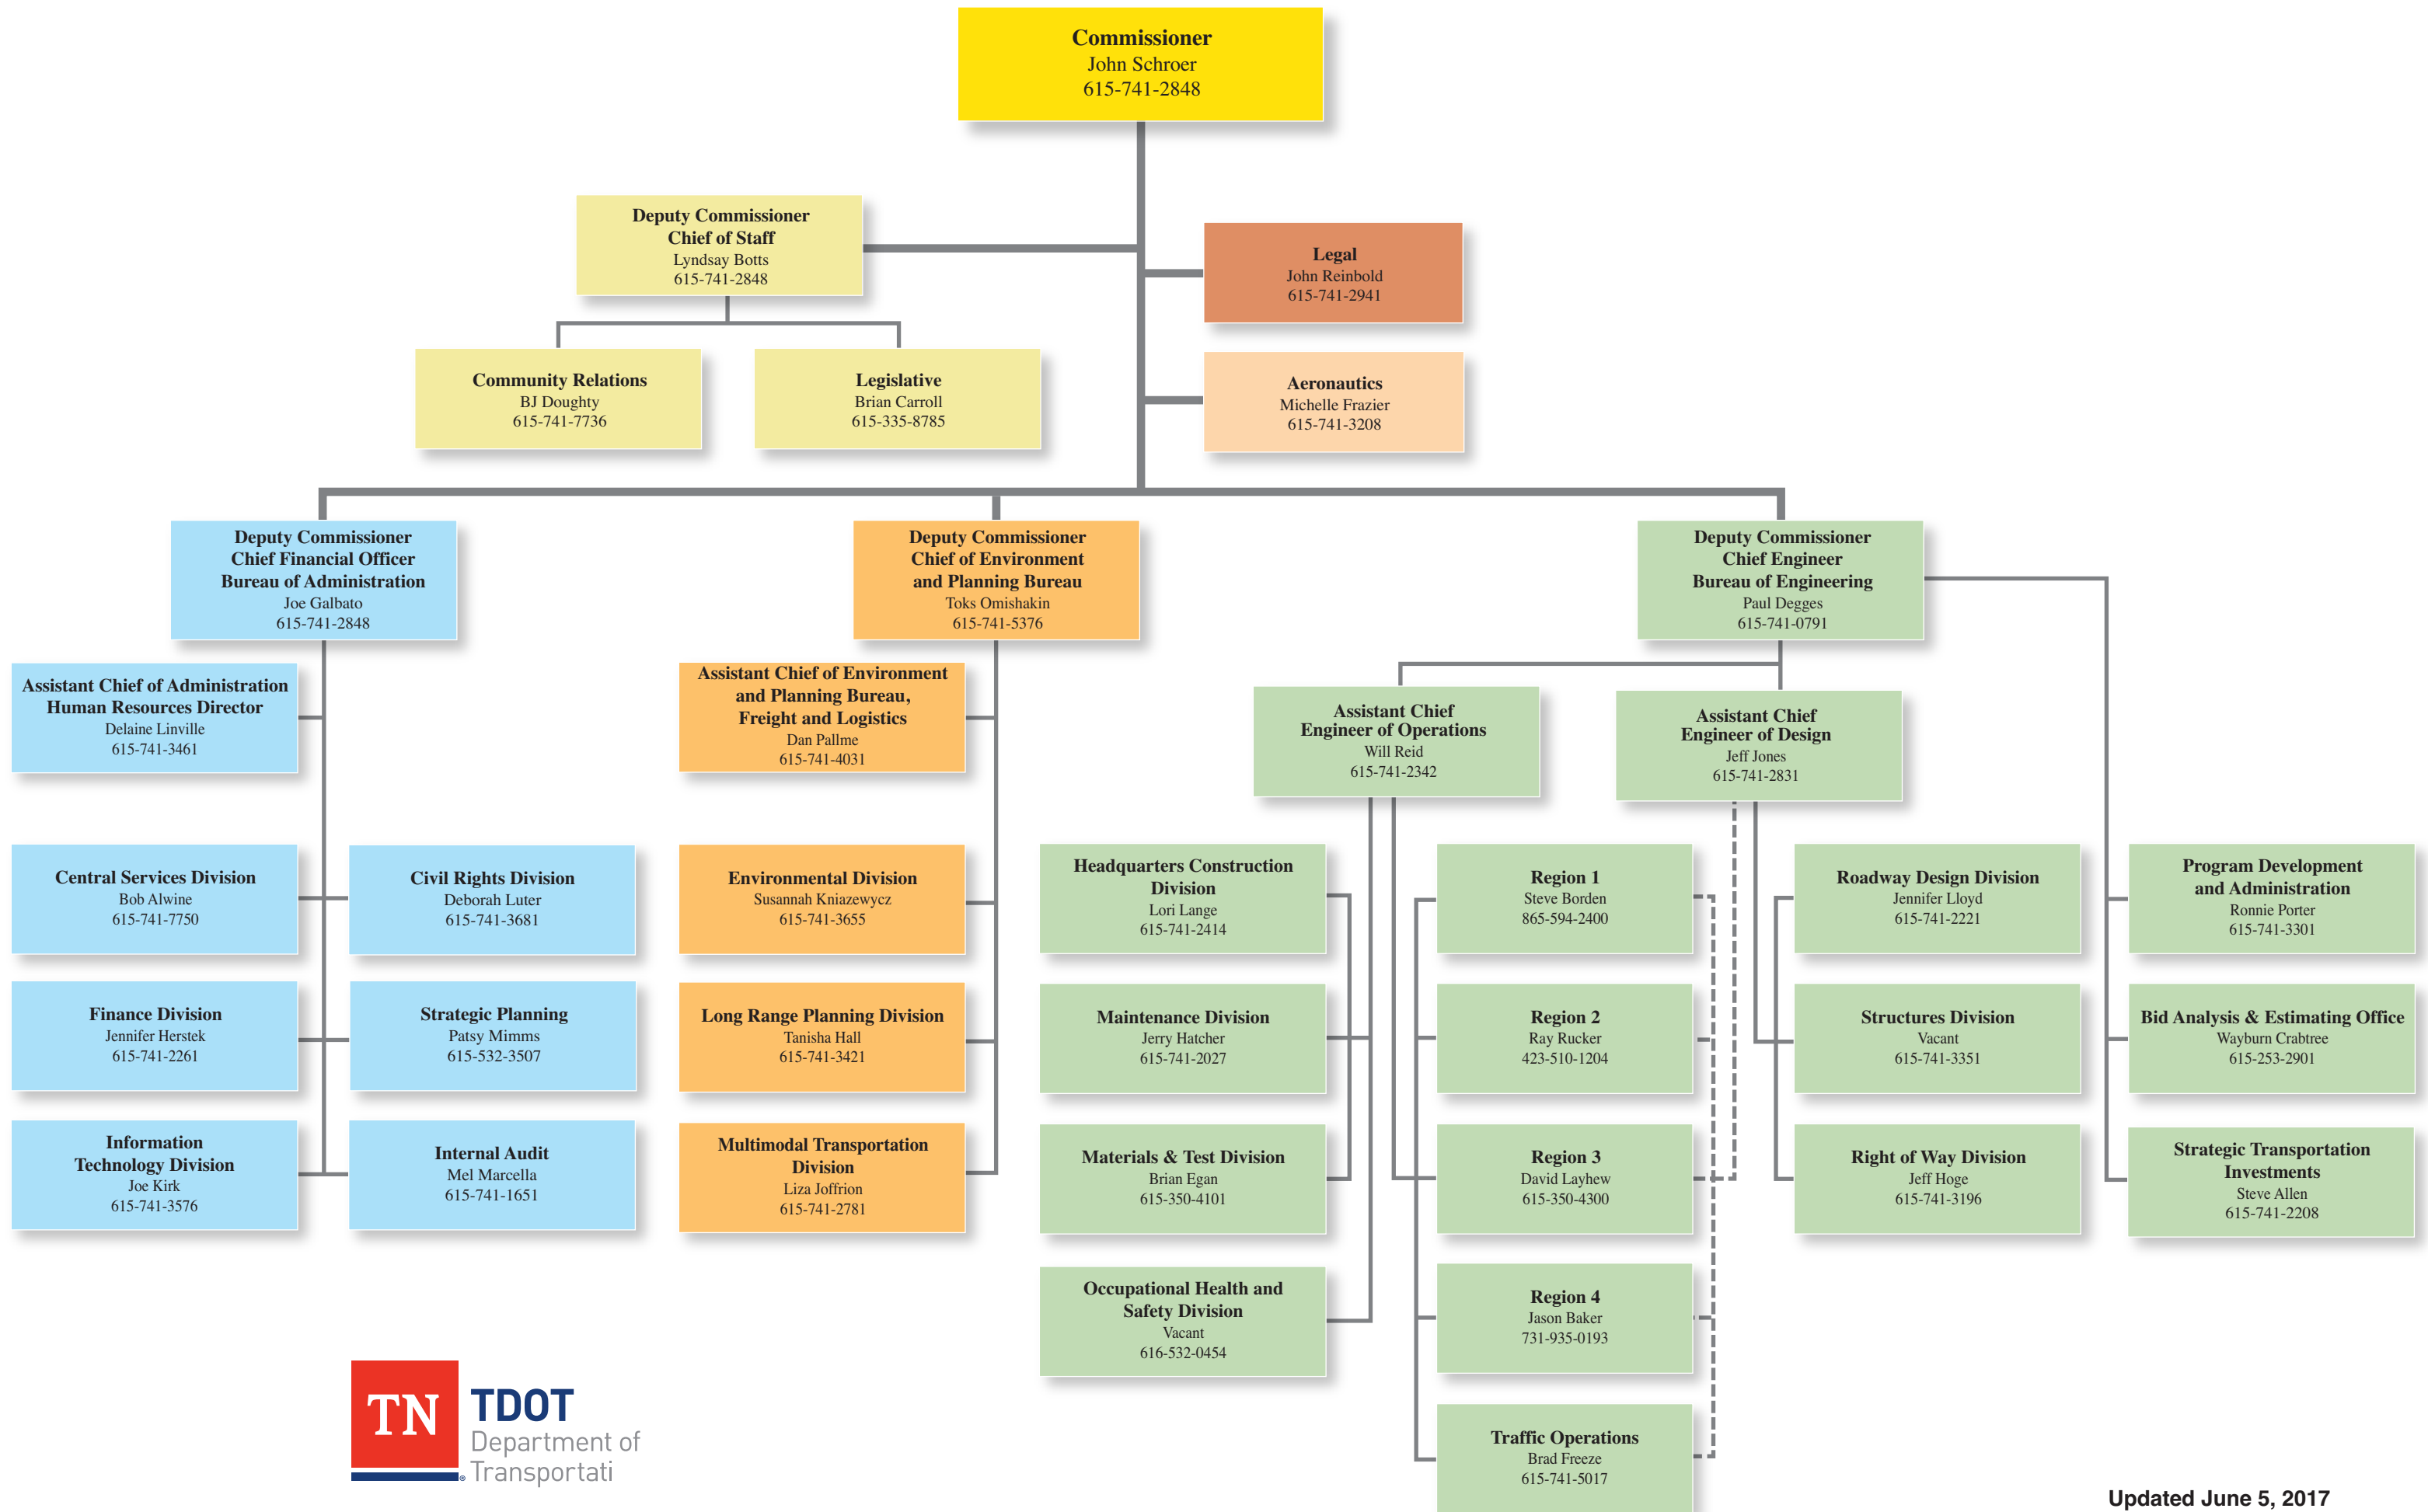 Commissioner
John Schroer
615-741-2848
Deputy Commissioner
Chief of Staff
Lyndsay Botts
615-741-2848
Legal
John Reinbold
615-741-2941
Community Relations
BJ Doughty
615-741-7736
Legislative
Brian Carroll
615-335-8785
Aeronautics
Michelle Frazier
615-741-3208
Deputy Commissioner
Chief Financial Officer
Bureau of Administration
Joe Galbato
615-741-2848
Deputy Commissioner
Chief of Environment
and Planning Bureau
Toks Omishakin
615-741-5376
Deputy Commissioner
Chief Engineer
Bureau of Engineering
Paul Degges
615-741-0791
Assistant Chief of Administration
Human Resources Director
Delaine Linville
615-741-3461
Assistant Chief of Environment
and Planning Bureau,
Freight and Logistics
Dan Pallme
615-741-4031
Assistant Chief
Engineer of Operations
Will Reid
615-741-2342
Assistant Chief
Engineer of Design
Jeff Jones
615-741-2831
Central Services Division
Bob Alwine
615-741-7750
Civil Rights Division
Deborah Luter
615-741-3681
Environmental Division
Susannah Kniazewycz
615-741-3655
Headquarters Construction
Division
Lori Lange
615-741-2414
Region 1
Steve Borden
865-594-2400
Roadway Design Division
Jennifer Lloyd
615-741-2221
Program Development
and Administration
Ronnie Porter
615-741-3301
Finance Division
Jennifer Herstek
615-741-2261
Strategic Planning
Patsy Mimms
615-532-3507
Long Range Planning Division
Tanisha Hall
615-741-3421
Maintenance Division
Jerry Hatcher
615-741-2027
Region 2
Ray Rucker
423-510-1204
Structures Division
Vacant
615-741-3351
Bid Analysis & Estimating Office
Wayburn Crabtree
615-253-2901
Information
Technology Division
Joe Kirk
615-741-3576
Internal Audit
Mel Marcella
615-741-1651
Multimodal Transportation
Division
Liza Joffrion
615-741-2781
Materials & Test Division
Brian Egan
615-350-4101
Region 3
David Layhew
615-350-4300
Right of Way Division
Jeff Hoge
615-741-3196
Strategic Transportation
Investments
Steve Allen
615-741-2208
Occupational Health and
Safety Division
Vacant
616-532-0454
Region 4
Jason Baker
731-935-0193
Traffic Operations
Brad Freeze
615-741-5017
TN
®
TDOT
Department of
Transportati
Updated June 5, 2017